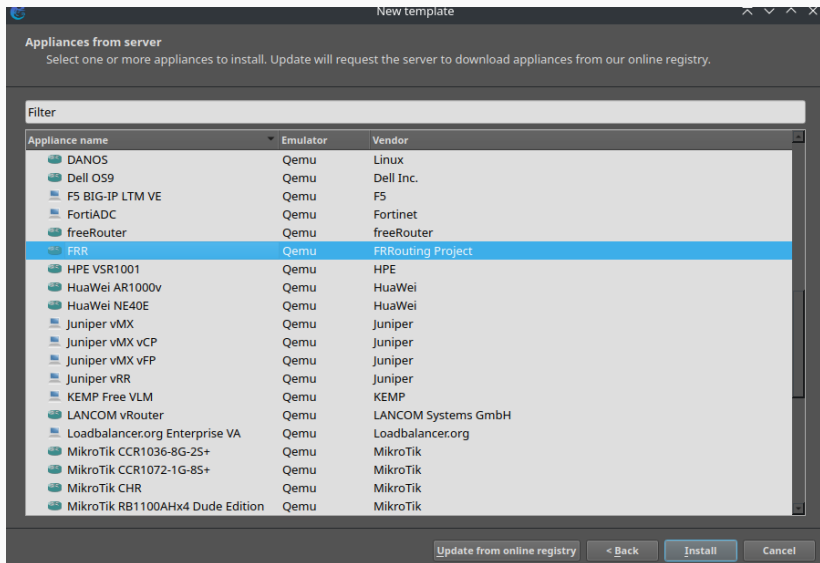 New template
Appliances from server
Select one or more appliances to install. Update will request the server to download appliances from our online registry.
Filter
Appliance name Emulator Vendor
DANOS Qemu Linux
Dell OS9 Qemu Dell Inc.
F5 BIG-IP LTM VE Qemu F5
FortiADC Qemu Fortinet
freeRouter Qemu freeRouter
FRR Qemu FRRouting Project
HPE VSR1001 Qemu HPE
HuaWei AR1000v Qemu HuaWei
HuaWei NE40E Qemu HuaWei
Juniper vMX Qemu Juniper
Juniper vMX vCP Qemu Juniper
Juniper vMX vFP Qemu Juniper
Juniper vRR Qemu Juniper
KEMP Free VLM Qemu KEMP
LANCOM vRouter Qemu LANCOM Systems GmbH
Loadbalancer.org Enterprise VA Qemu Loadbalancer.org
MikroTik CCR1036-8G-2S+ Qemu MikroTik
MikroTik CCR1072-1G-8S+ Qemu MikroTik
MikroTik CHR Qemu MikroTik
MikroTik RB1100AHx4 Dude Edition Qemu MikroTik
Update from online registry < Back Install Cancel